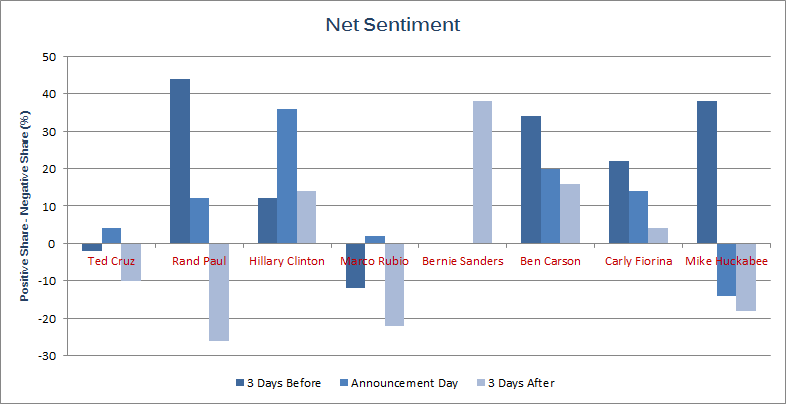 Net Sentiment
Positive Share - Negative Share (%)
50
40
30
20
10
0
-10
-20
-30
Ted Cruz Rand Paul Hillary Clinton Marco Rubio Bernie Sanders Ben Carson Carly Fiorina Mike Huckabee
3 Days Before Announcement Day 3 Days After